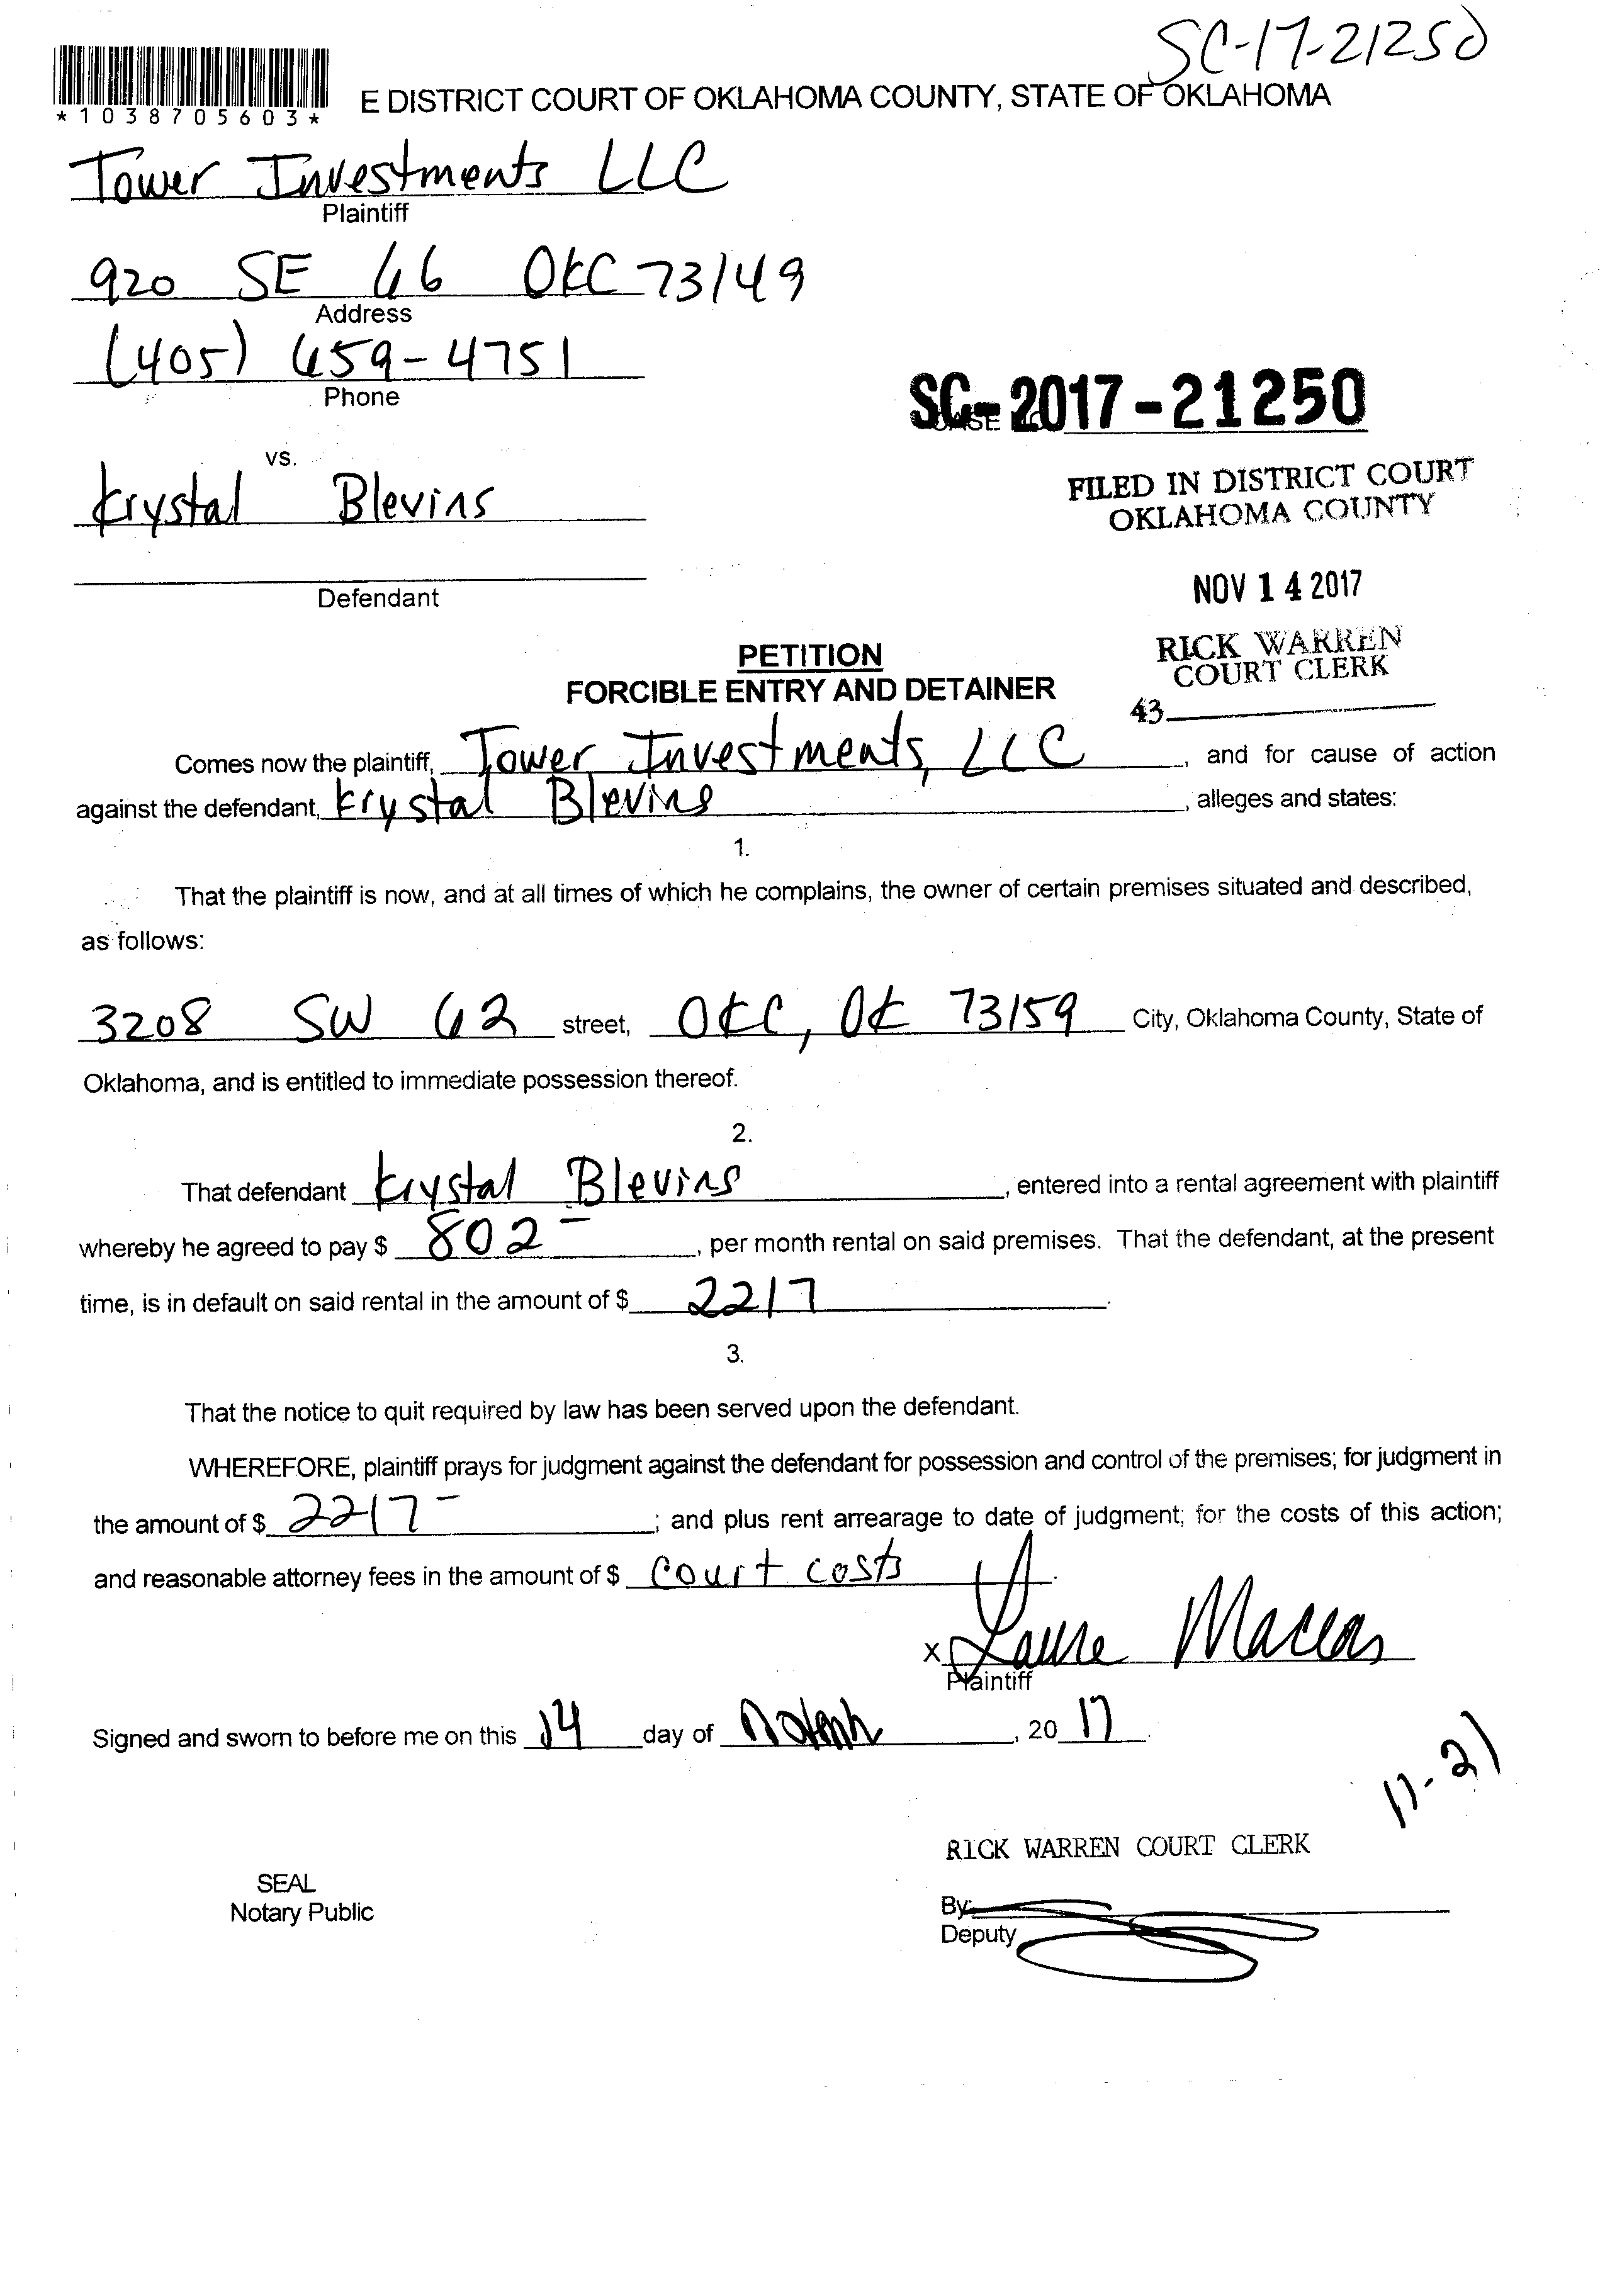 SC-17-21250
*1038705603*
E DISTRICT COURT OF OKLAHOMA COUNTY, STATE OF OKLAHOMA
Tower Investments LLC
Plaintiff
920 SE 66 OKC 73149
Address
(405) 659-4751
Phone
SC-2017-21250
vs.
FILED IN DISTRICT COURT
OKLAHOMA COUNTY
Krystal Blevins
NOV 14 2017
Defendant
RICK WARREN
COURT CLERK
43
PETITION
FORCIBLE ENTRY AND DETAINER
Comes now the plaintiff, Tower Investments, LLC, and for cause of action
against the defendant, Krystal Blevins, alleges and states:
1.
That the plaintiff is now, and at all times of which he complains, the owner of certain premises situated and described,
as follows:
3208 SW 62 street, OKC, OK 73159 City, Oklahoma County, State of
Oklahoma, and is entitled to immediate possession thereof.
2.
That defendant Krystal Blevins, entered into a rental agreement with plaintiff
whereby he agreed to pay $ 802-, per month rental on said premises. That the defendant, at the present
time, is in default on said rental in the amount of $ 2217.
3.
That the notice to quit required by law has been served upon the defendant.
WHEREFORE, plaintiff prays for judgment against the defendant for possession and control of the premises; for judgment in
the amount of $ 2217-; and plus rent arrearage to date of judgment; for the costs of this action;
and reasonable attorney fees in the amount of $ court costs.
x Macias
Plaintiff
Signed and sworn to before me on this 14 day of , 2017.
11-21
RICK WARREN COURT CLERK
SEAL
Notary Public
By
Deputy